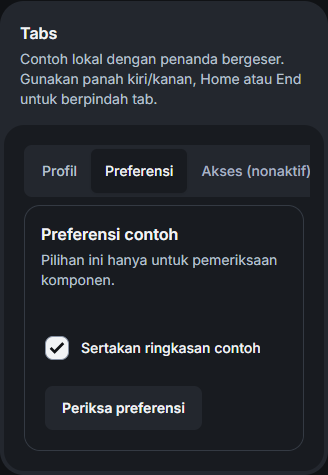 Tabs
Contoh lokal dengan penanda bergeser.
Gunakan panah kiri/kanan, Home atau End
untuk berpindah tab.
Profil Preferensi Akses (nonaktif)
Preferensi contoh
Pilihan ini hanya untuk pemeriksaan
komponen.
Sertakan ringkasan contoh
Periksa preferensi